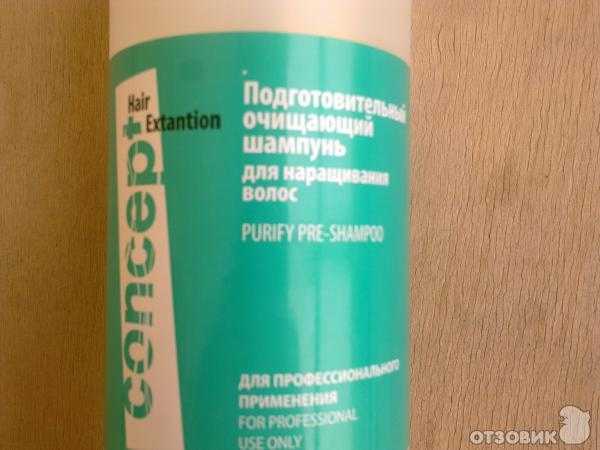 Hair
Extantion
concept
Подготовительный
очищающий
шампунь
для наращивания
волос
PURIFY PRE-SHAMPOO
ДЛЯ ПРОФЕССИОНАЛЬНОГО
ПРИМЕНЕНИЯ
FOR PROFESSIONAL
USE ONLY
ОТЗОВИК